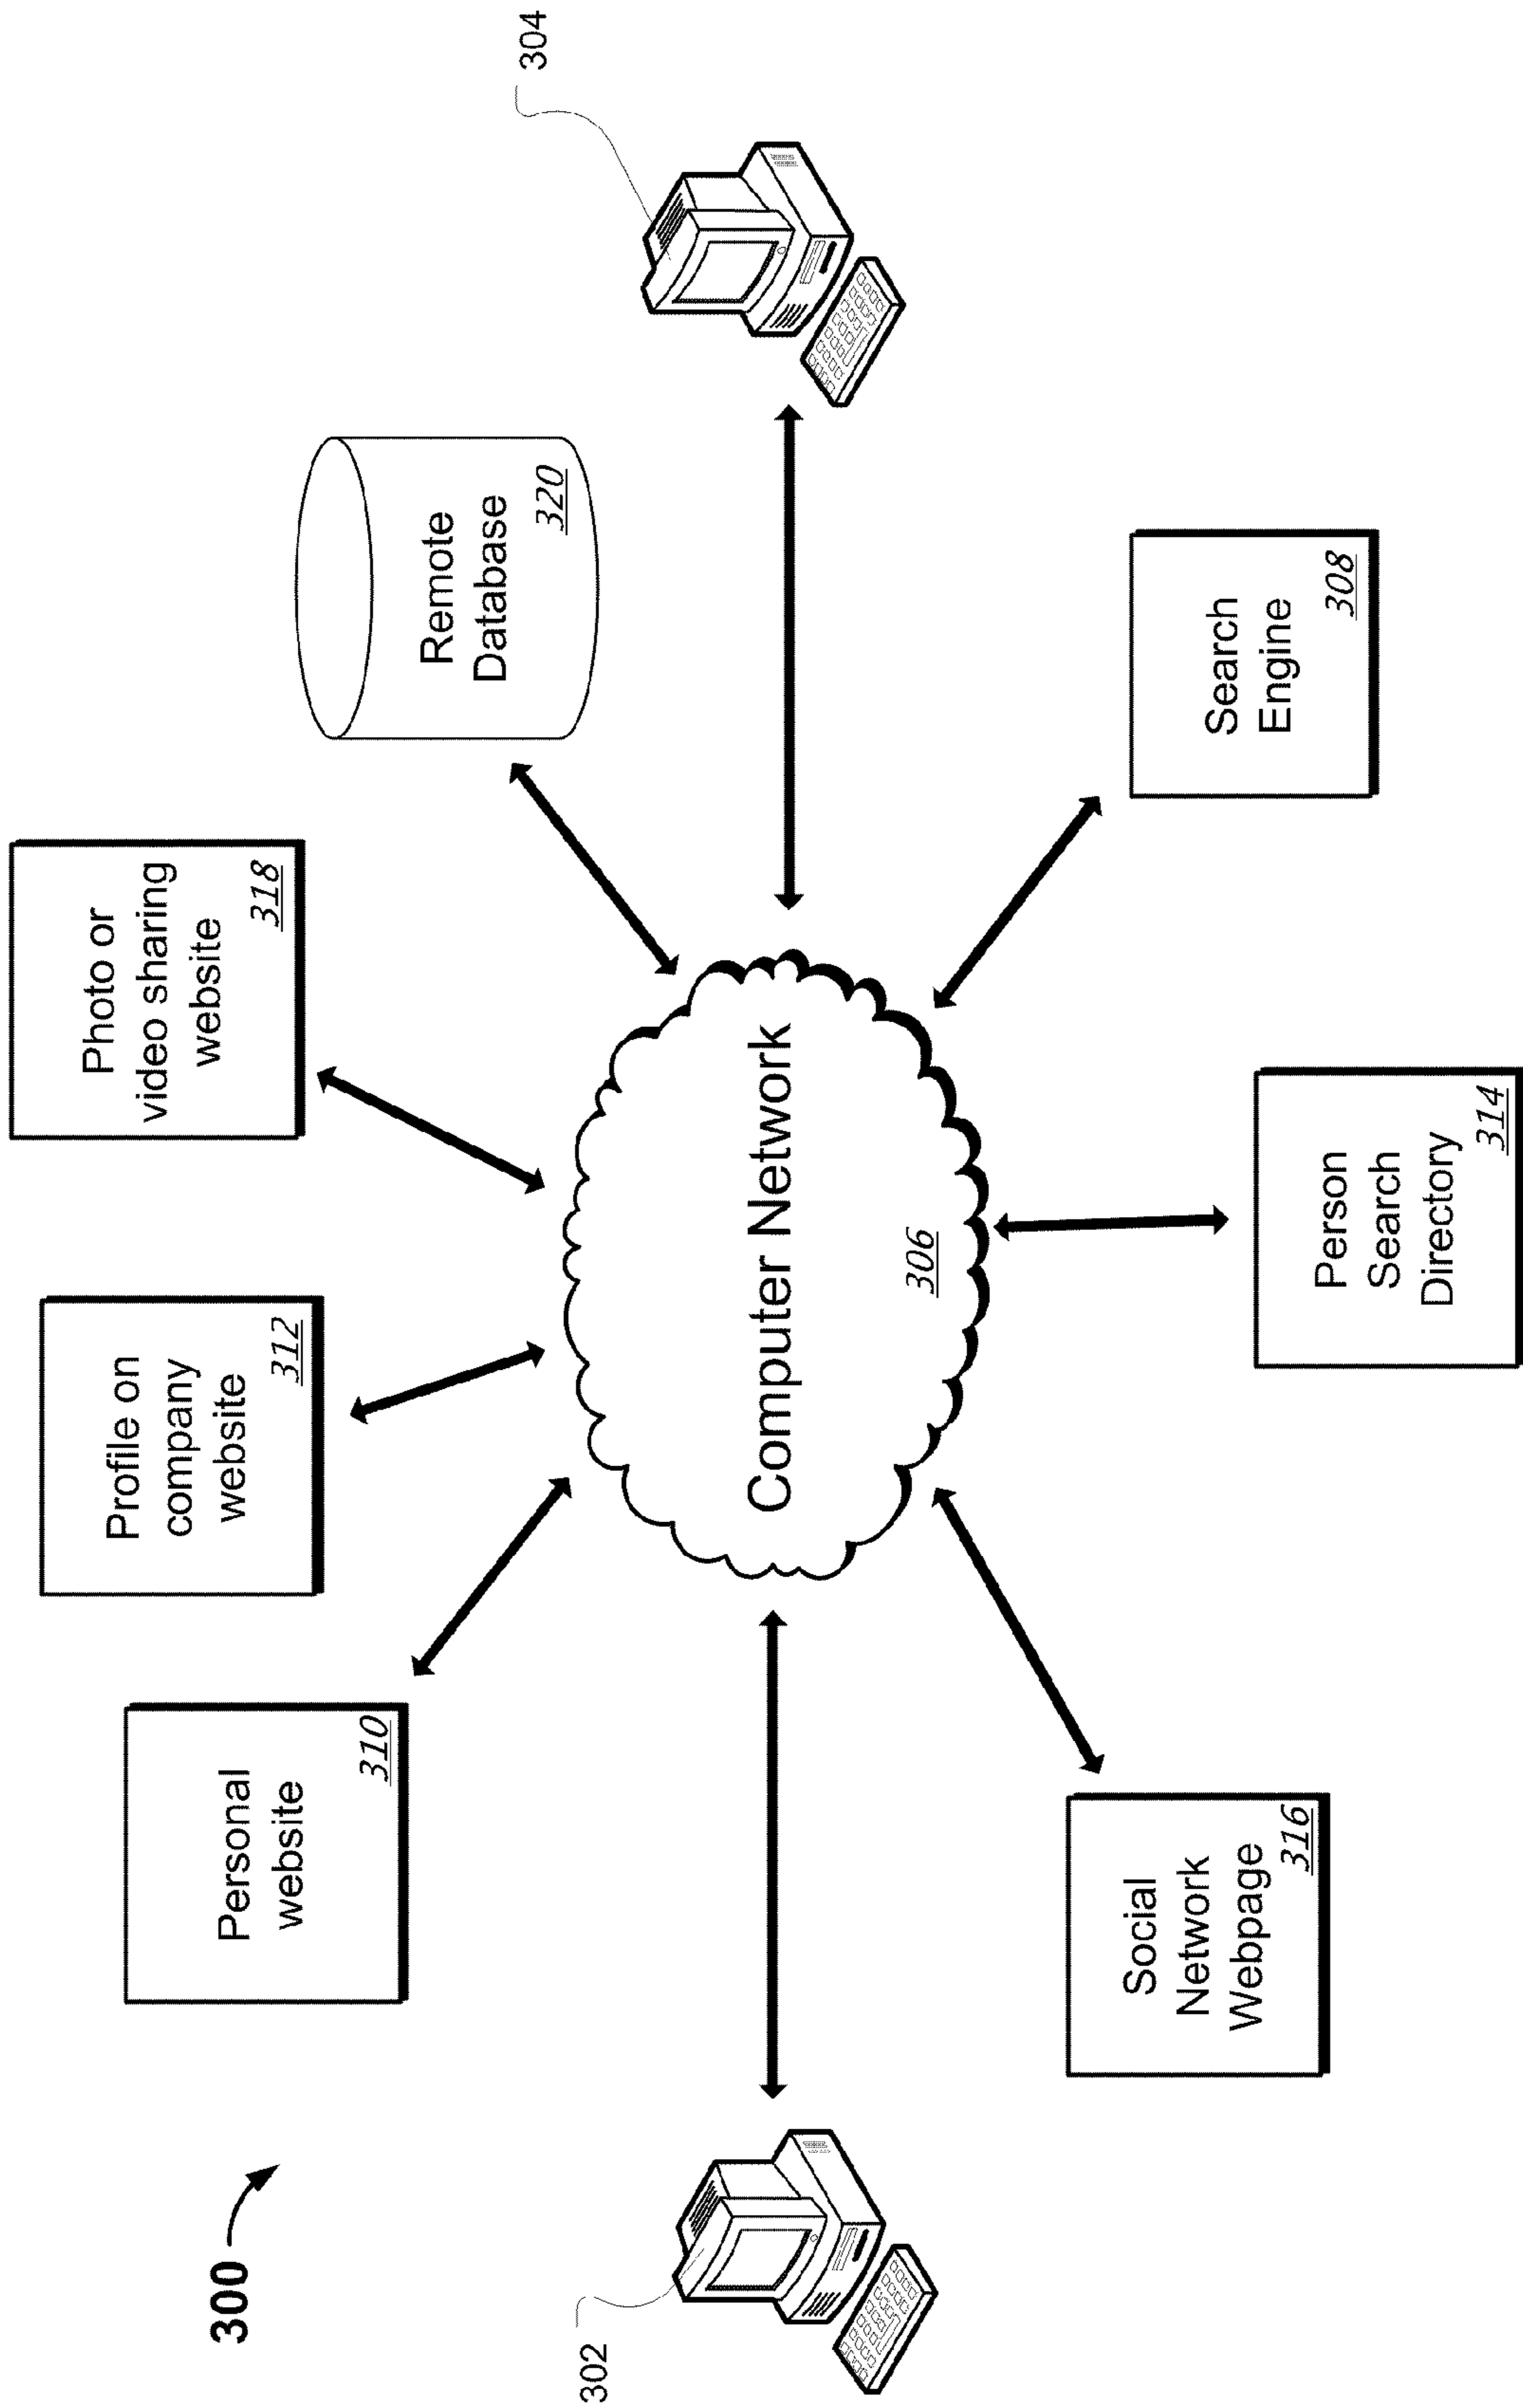 300
Personal
website
310
Profile on
company
website
312
Photo or
video sharing
website
318
Remote
Database
320
302
304
Computer Network
306
Social
Network
Webpage
316
Person
Search
Directory
314
Search
Engine
308